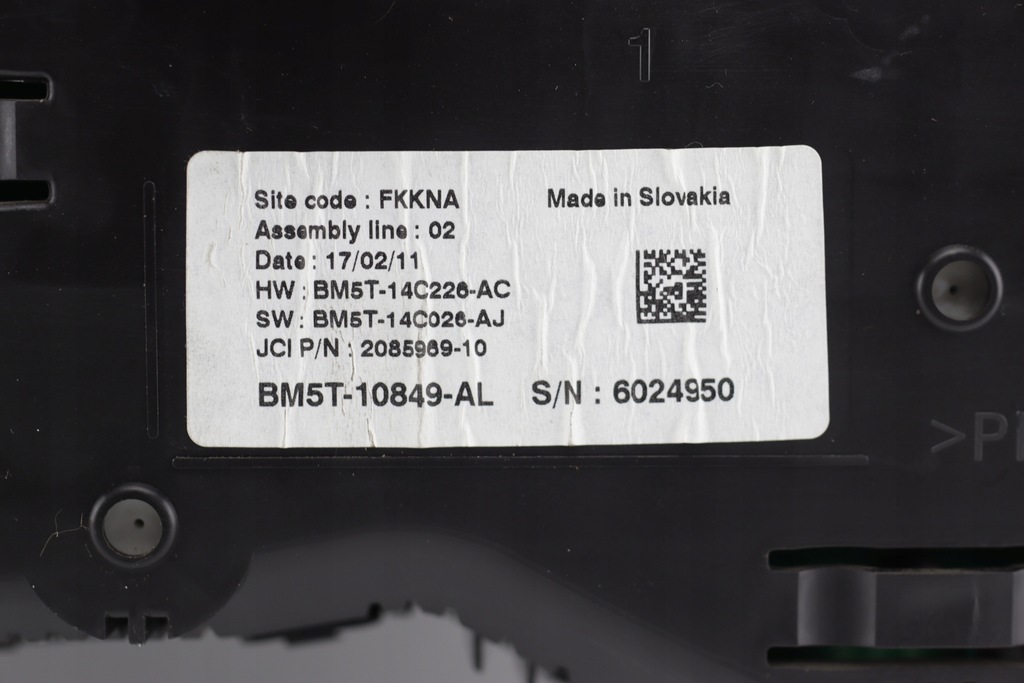 1
Site code : FKKNA
Made in Slovakia
Assembly line : 02
Date : 17/02/11
HW : BM5T-14C226-AC
SW : BM5T-14C026-AJ
JCI P/N : 2085969-10
BM5T-10849-AL S/N : 6024950